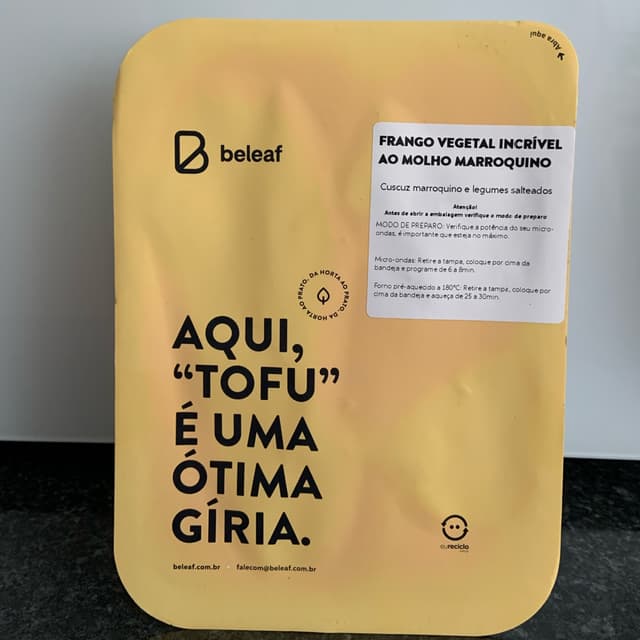 Abra aqui
beleaf
FRANGO VEGETAL INCRÍVEL
AO MOLHO MARROQUINO
Cuscuz marroquino e legumes salteados
Atenção!
Antes de abrir a embalagem verifique o modo de preparo
MODO DE PREPARO: Verifique a potência do seu micro-
ondas, é importante que esteja no máximo.
Micro-ondas: Retire a tampa, coloque por cima da
bandeja e programe de 6 a 8min.
Forno pré-aquecido a 180°C: Retire a tampa, coloque por
cima da bandeja e aqueça de 25 a 30min.
DA HORTA AO PRATO. DA HORTA AO PRATO.
AQUI,
“TOFU”
É UMA
ÓTIMA
GÍRIA.
eureciclo
beleaf.com.br • falecom@beleaf.com.br